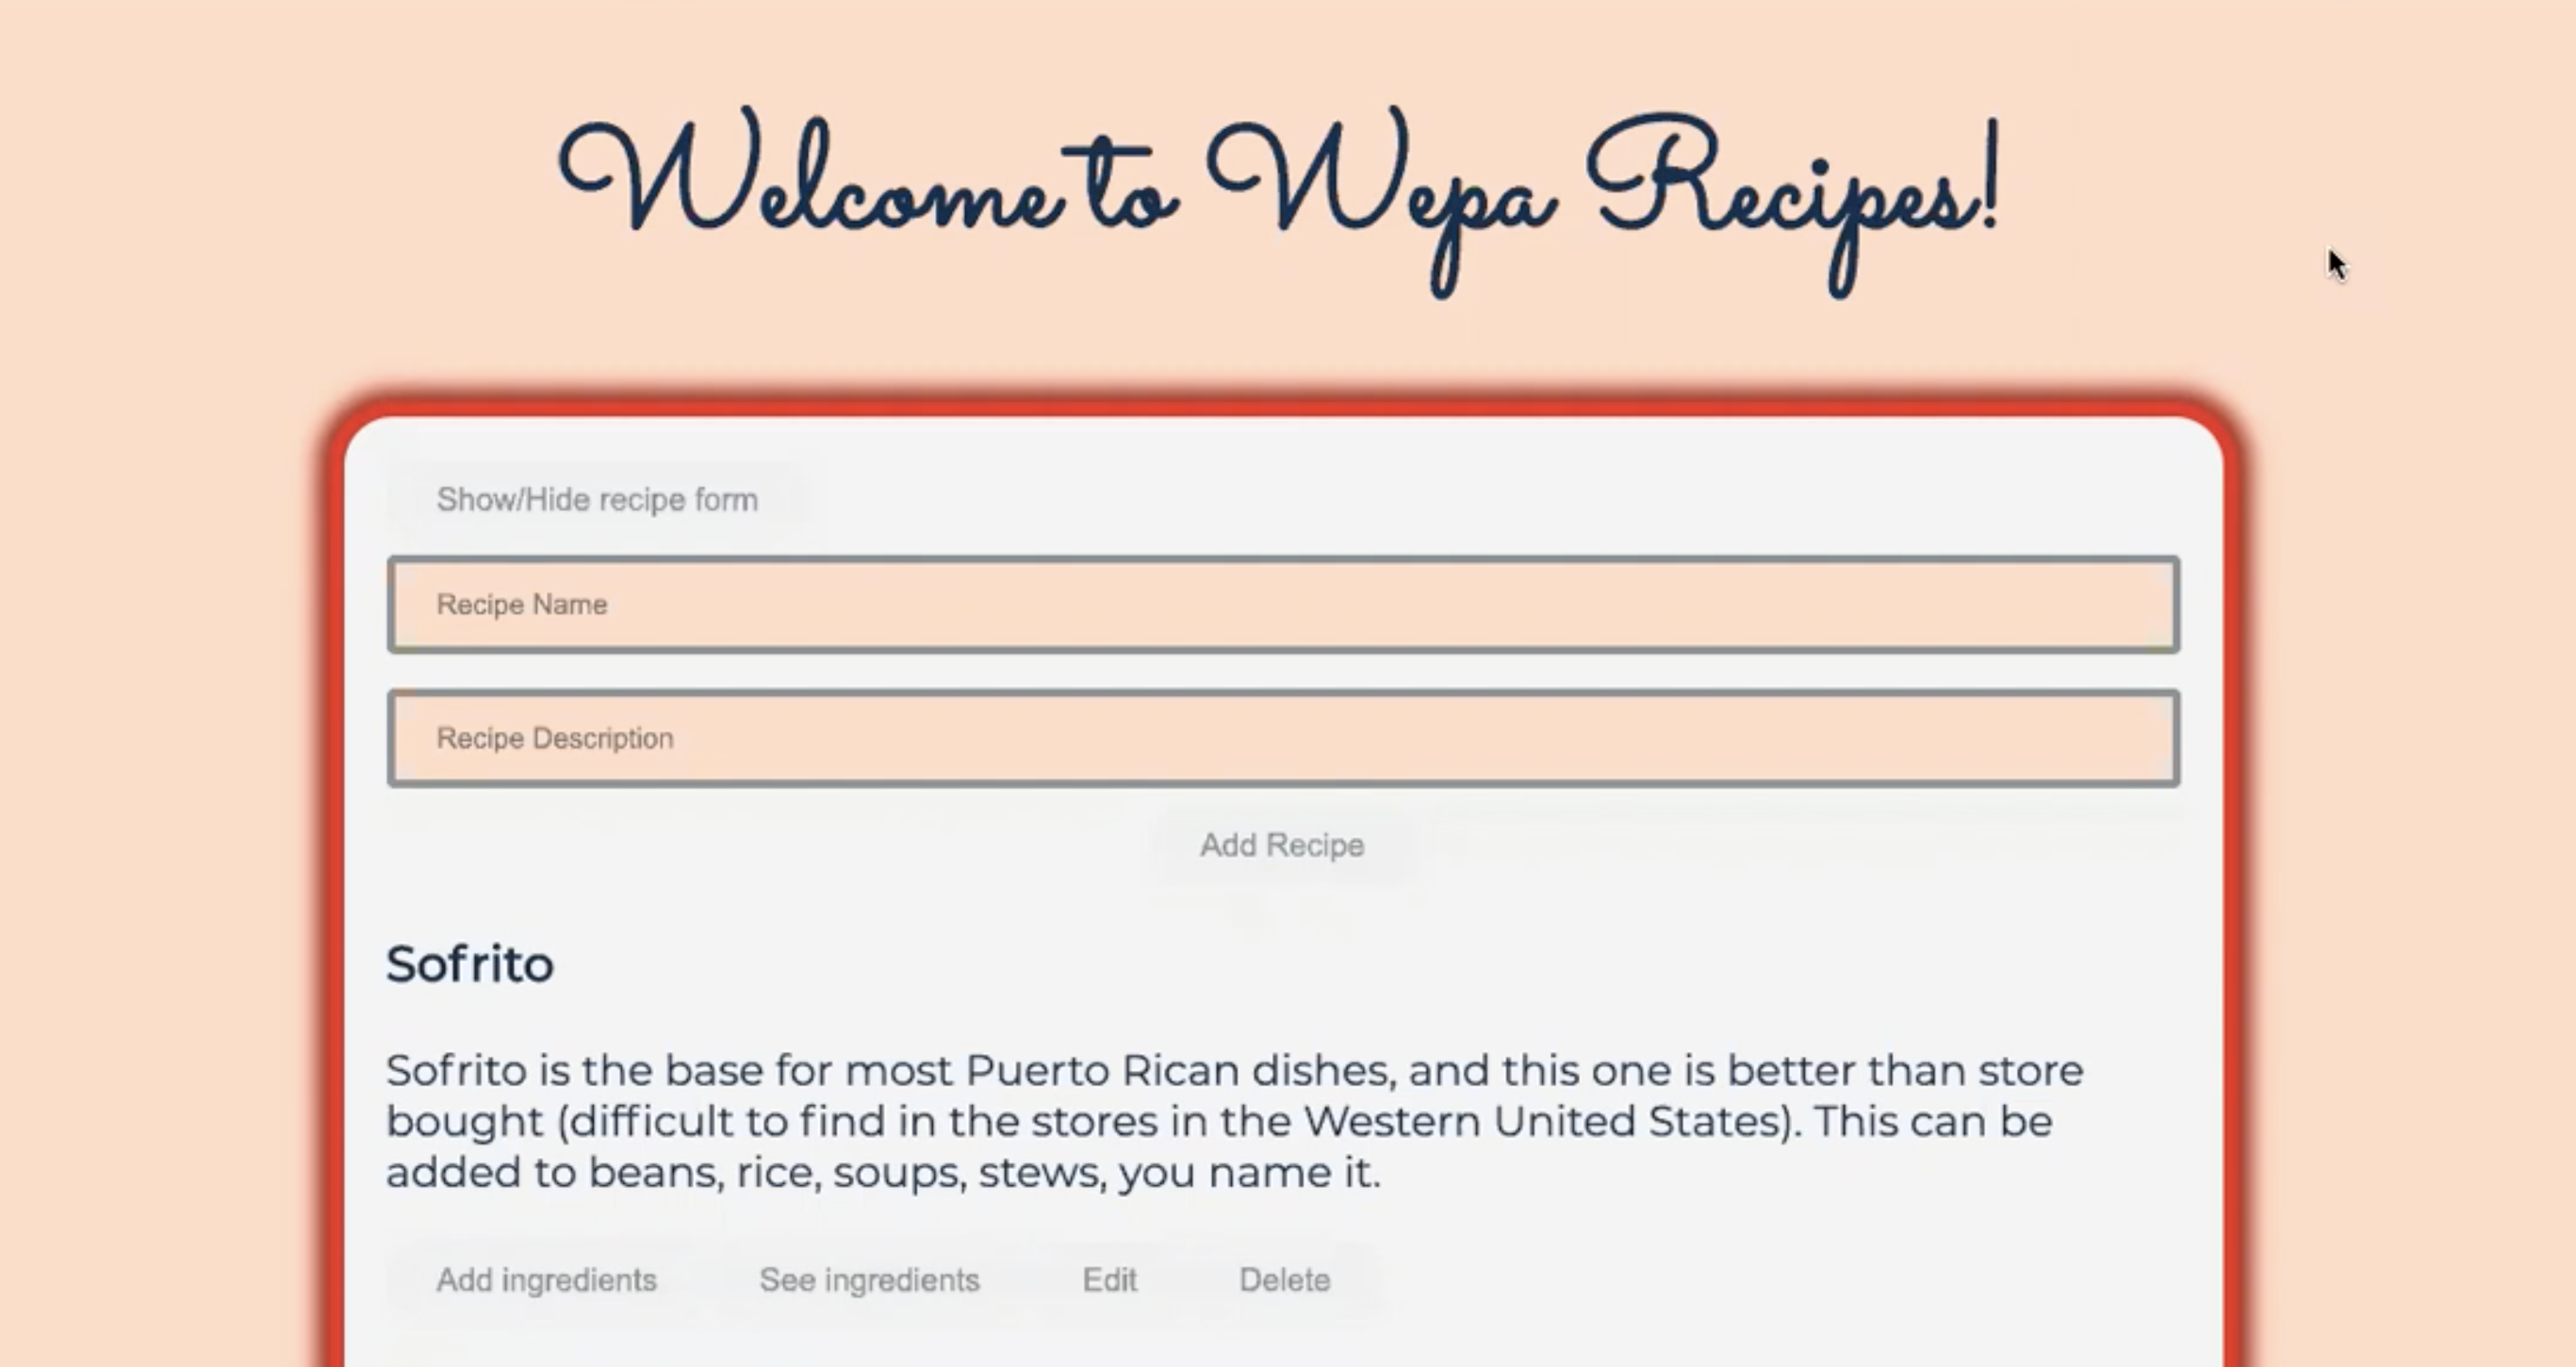 Welcome to Wepa Recipes!
Show/Hide recipe form
Recipe Name
Recipe Description
Add Recipe
Sofrito
Sofrito is the base for most Puerto Rican dishes, and this one is better than store
bought (difficult to find in the stores in the Western United States). This can be
added to beans, rice, soups, stews, you name it.
Add ingredients See ingredients Edit Delete